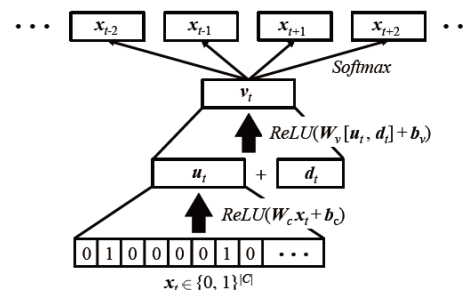 ··· x_{t-2} x_{t-1} x_{t+1} x_{t+2} ··
Softmax
v_t
ReLU(W_v [u_t, d_t] + b_v)
u_t + d_t
ReLU(W_c x_t + b_c)
0 1 0 0 0 0 1 0 ···
x_t ∈ {0, 1}^{|C|}